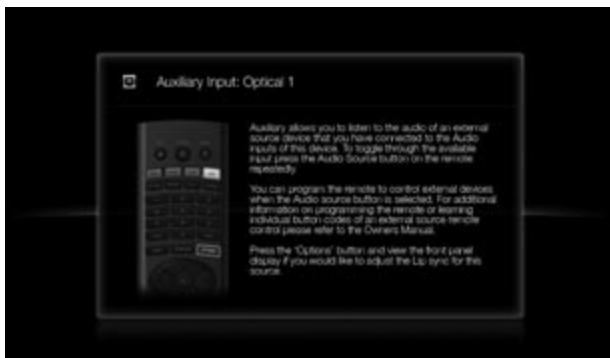 Auxiliary Input: Optical 1
Auxiliary allows you to listen to the audio of an external
source device that you have connected to the Audio
inputs of this device. To toggle through the available
input press the Audio Source button on the remote
repeatedly.
You can program the remote to control external devices
when the Audio source button is selected. For additional
information on programming the remote or learning
individual button codes of an external source remote
control please refer to the Owners Manual.
Press the 'Options' button and view the front panel
display if you would like to adjust the Lip sync for this
source.